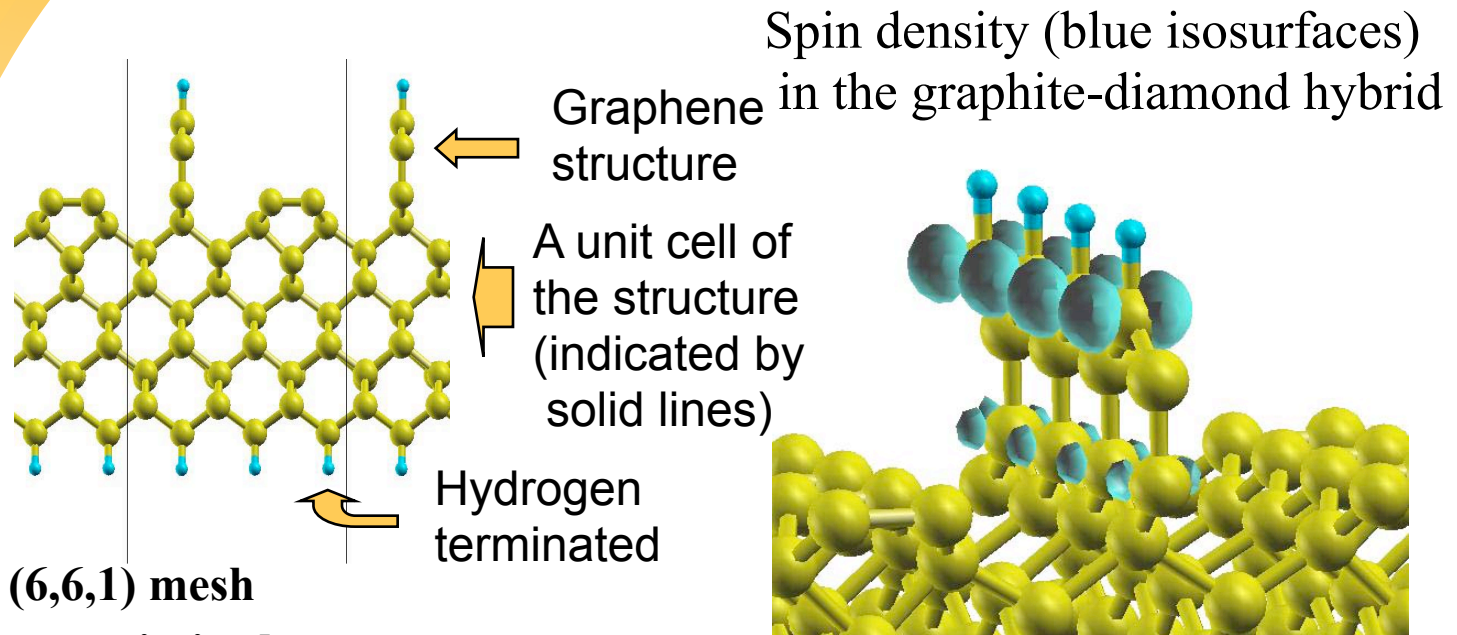 Spin density (blue isosurfaces)
in the graphite-diamond hybrid
Graphene
structure
A unit cell of
the structure
(indicated by
solid lines)
Hydrogen
terminated
(6,6,1) mesh